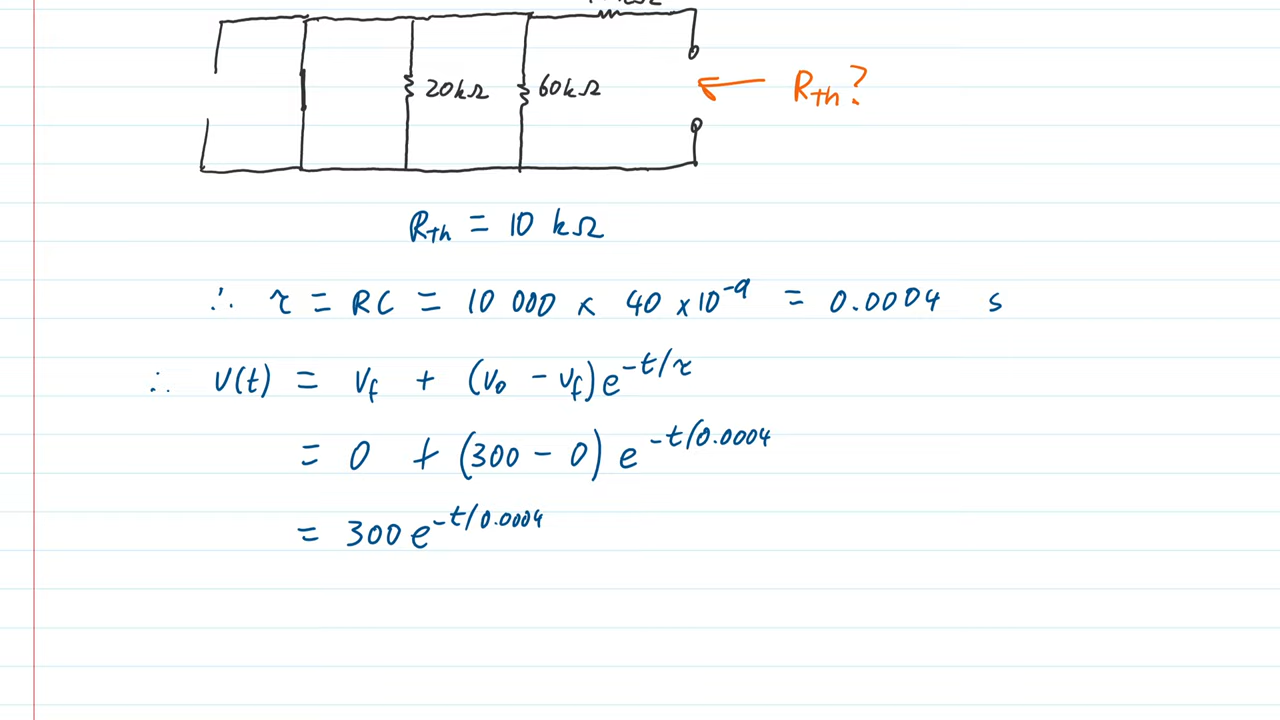 20kΩ 60kΩ Rth?
RTh = 10 kΩ
∴ τ = RC = 10 000 × 40 × 10⁻⁹ = 0.0004 s
∴ v(t) = Vf + (V₀ - Vf)e^-t/τ
= 0 + (300 - 0) e^-t/0.0004
= 300 e^-t/0.0004